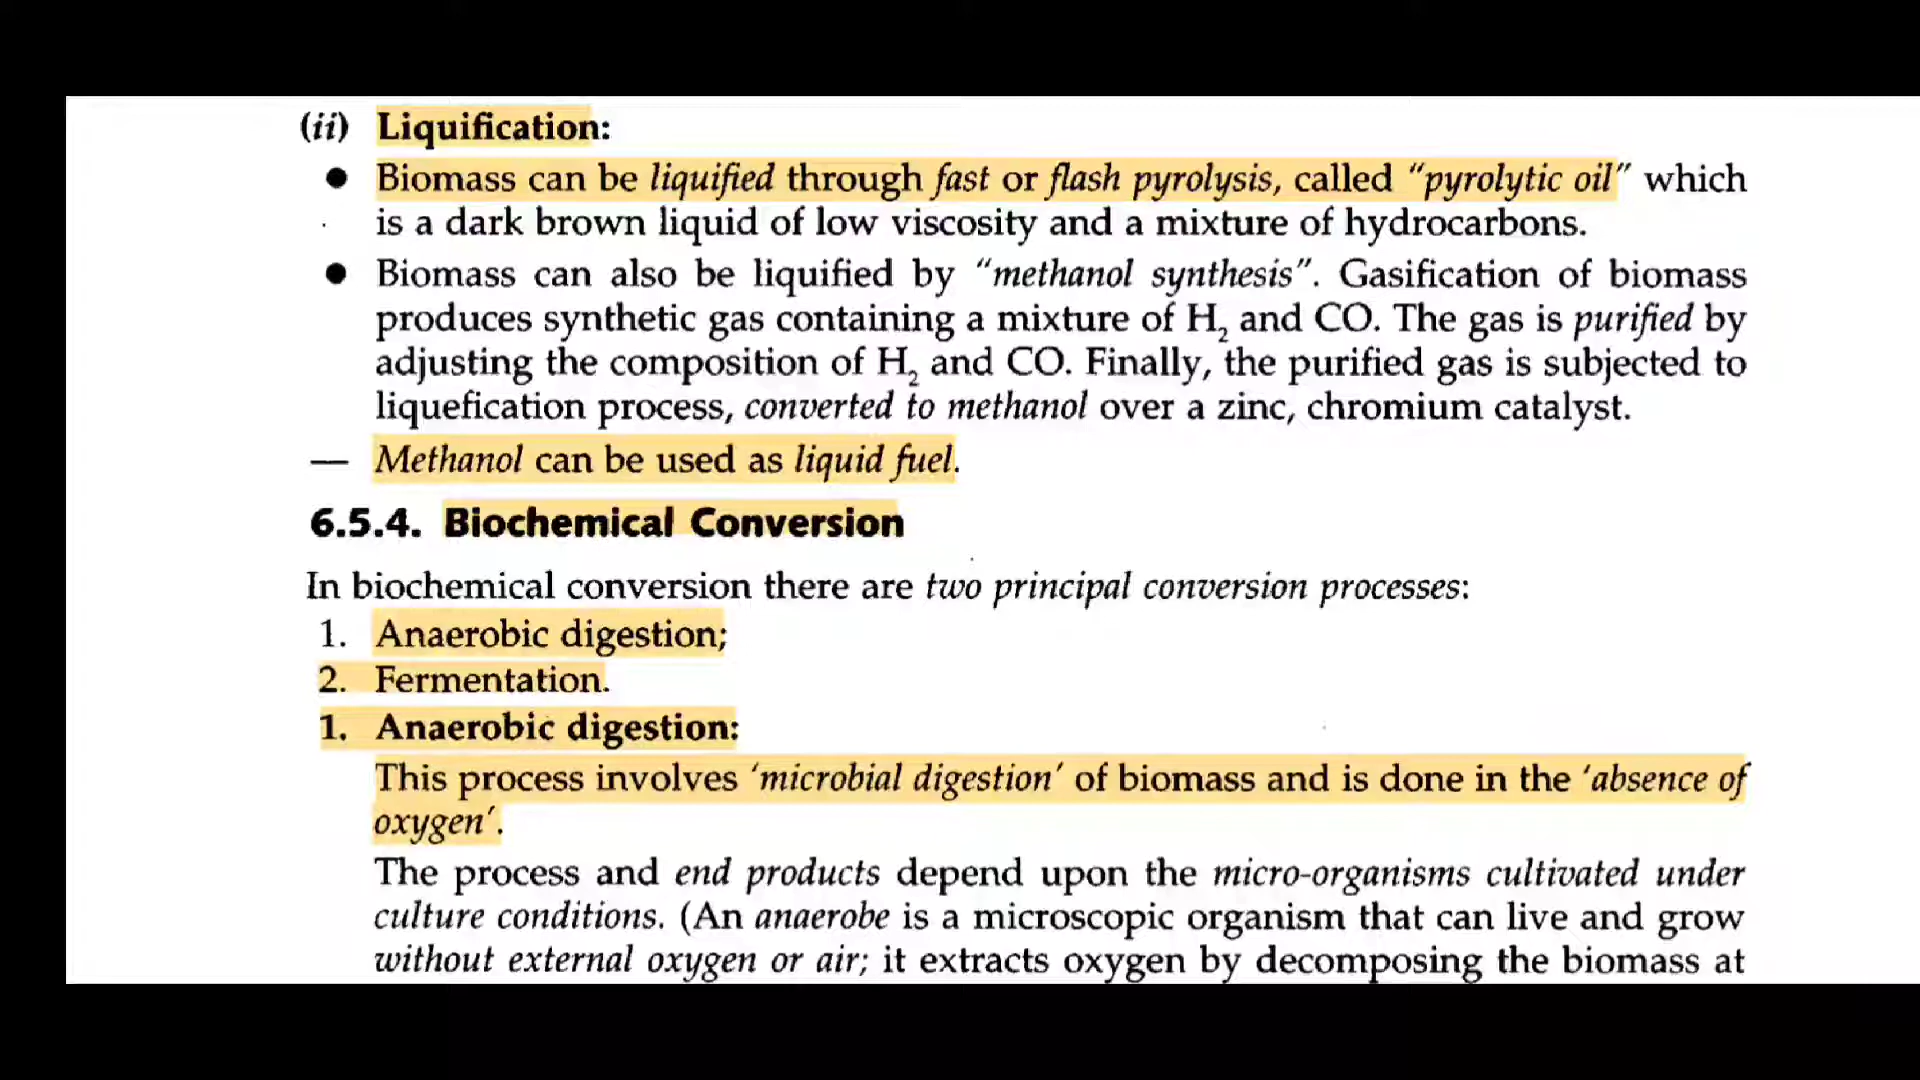 (ii) Liquification:
● Biomass can be liquified through fast or flash pyrolysis, called “pyrolytic oil” which
is a dark brown liquid of low viscosity and a mixture of hydrocarbons.
● Biomass can also be liquified by “methanol synthesis”. Gasification of biomass
produces synthetic gas containing a mixture of H₂ and CO. The gas is purified by
adjusting the composition of H₂ and CO. Finally, the purified gas is subjected to
liquefication process, converted to methanol over a zinc, chromium catalyst.
— Methanol can be used as liquid fuel.
6.5.4. Biochemical Conversion
In biochemical conversion there are two principal conversion processes:
1. Anaerobic digestion;
2. Fermentation.
1. Anaerobic digestion:
This process involves ‘microbial digestion’ of biomass and is done in the ‘absence of
oxygen’.
The process and end products depend upon the micro-organisms cultivated under
culture conditions. (An anaerobe is a microscopic organism that can live and grow
without external oxygen or air; it extracts oxygen by decomposing the biomass at